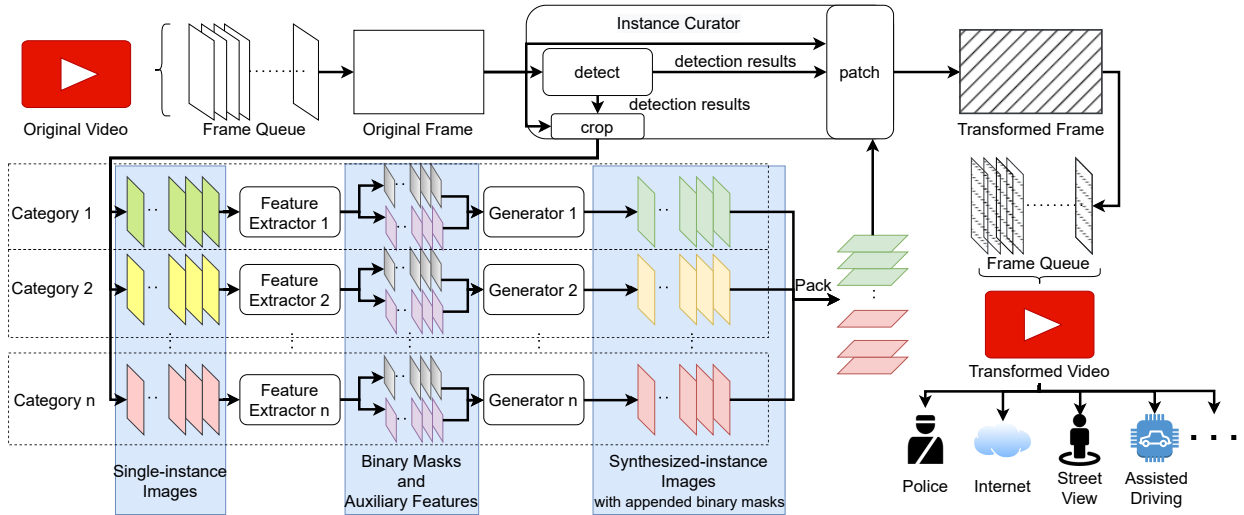 Instance Curator
detect
detection results
patch
detection results
crop
Original Video
Frame Queue
Original Frame
Transformed Frame
Category 1
Feature
Extractor 1
Generator 1
Category 2
Feature
Extractor 2
Generator 2
Pack
Frame Queue
Category n
Feature
Extractor n
Generator n
Transformed Video
Single-instance
Images
Binary Masks
and
Auxiliary Features
Synthesized-instance
Images
with appended binary masks
Police
Internet
Street
View
Assisted
Driving